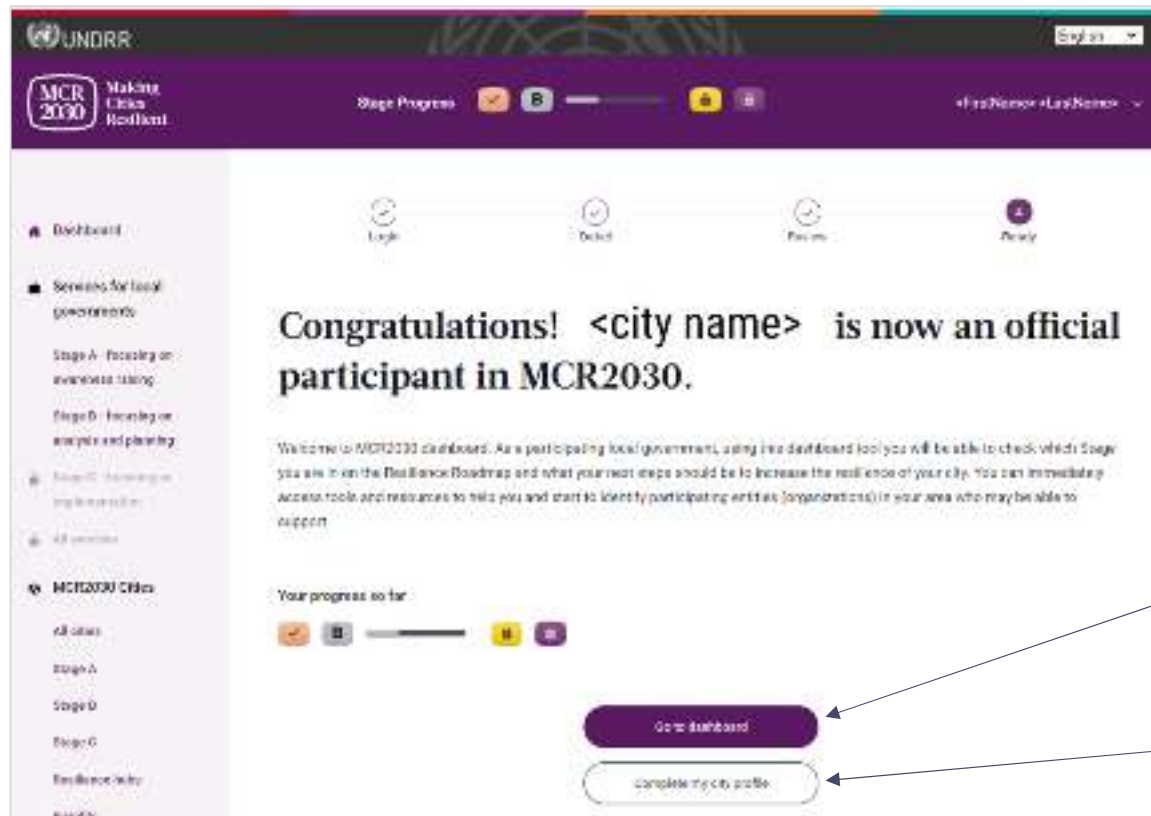 UNDRR
English
MCR
2030
Making
Cities
Resilient
Stage Progress
B
<FirstName> <LastName>
Dashboard
Services for local
governments
Stage A - focusing on
awareness raising
Stage B - focusing on
analysis and planning
Stage C - focusing on
implementation
All services
MCR2030 Cities
All cities
Stage A
Stage B
Stage C
Resilience hubs
Benefits
Login
Detail
Review
4
Ready
Congratulations! <city name> is now an official
participant in MCR2030.
Welcome to MCR2030 dashboard. As a participating local government, using this dashboard tool you will be able to check which Stage
you are in on the Resilience Roadmap and what your next steps should be to increase the resilience of your city. You can immediately
access tools and resources to help you and start to identify participating entities (organizations) in your area who may be able to
support
Your progress so far
B
Go to dashboard
Complete my city profile